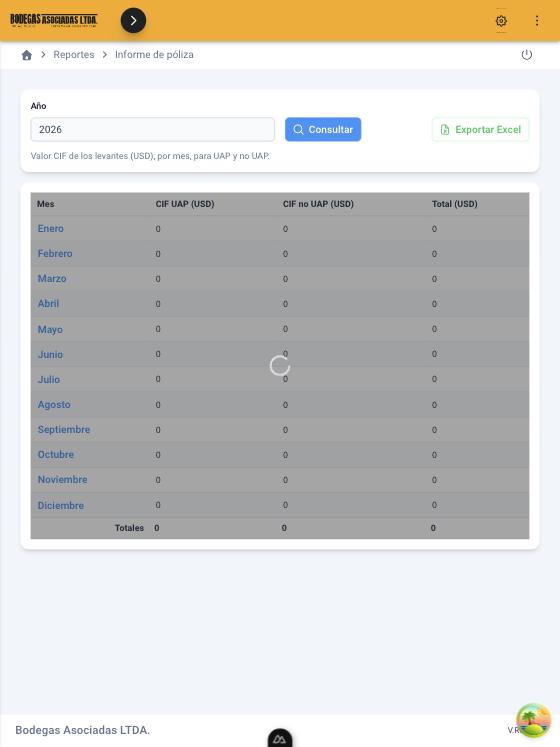 BODEGAS ASOCIADAS LTDA.
Reportes
Informe de póliza
Año
2026
Consultar
Exportar Excel
Valor CIF de los levantes (USD), por mes, para UAP y no UAP.
Mes CIF UAP (USD) CIF no UAP (USD) Total (USD)
Enero 0 0 0
Febrero 0 0 0
Marzo 0 0 0
Abril 0 0 0
Mayo 0 0 0
Junio 0 0 0
Julio 0 0 0
Agosto 0 0 0
Septiembre 0 0 0
Octubre 0 0 0
Noviembre 0 0 0
Diciembre 0 0 0
Totales 0 0 0
Bodegas Asociadas LTDA.